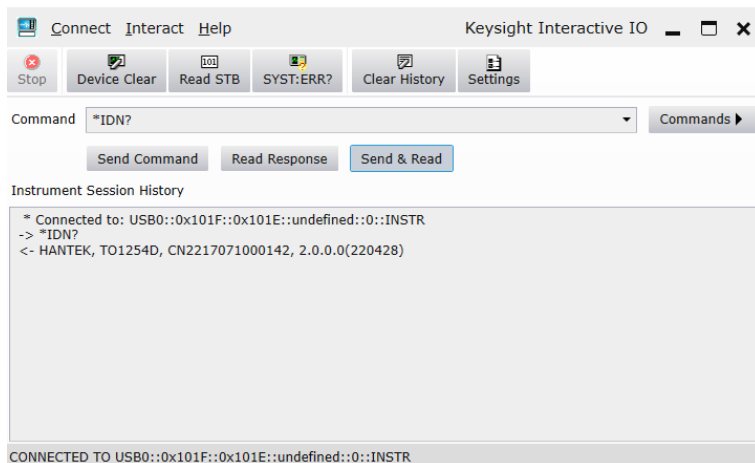 Connect Interact Help Keysight Interactive IO
Stop Device Clear 101 Read STB SYST:ERR? Clear History Settings
Command *IDN? Commands
Send Command Read Response Send & Read
Instrument Session History
* Connected to: USB0::0x101F::0x101E::undefined::0::INSTR
-> *IDN?
<- HANTEK, TO1254D, CN2217071000142, 2.0.0.0(220428)
CONNECTED TO USB0::0x101F::0x101E::undefined::0::INSTR